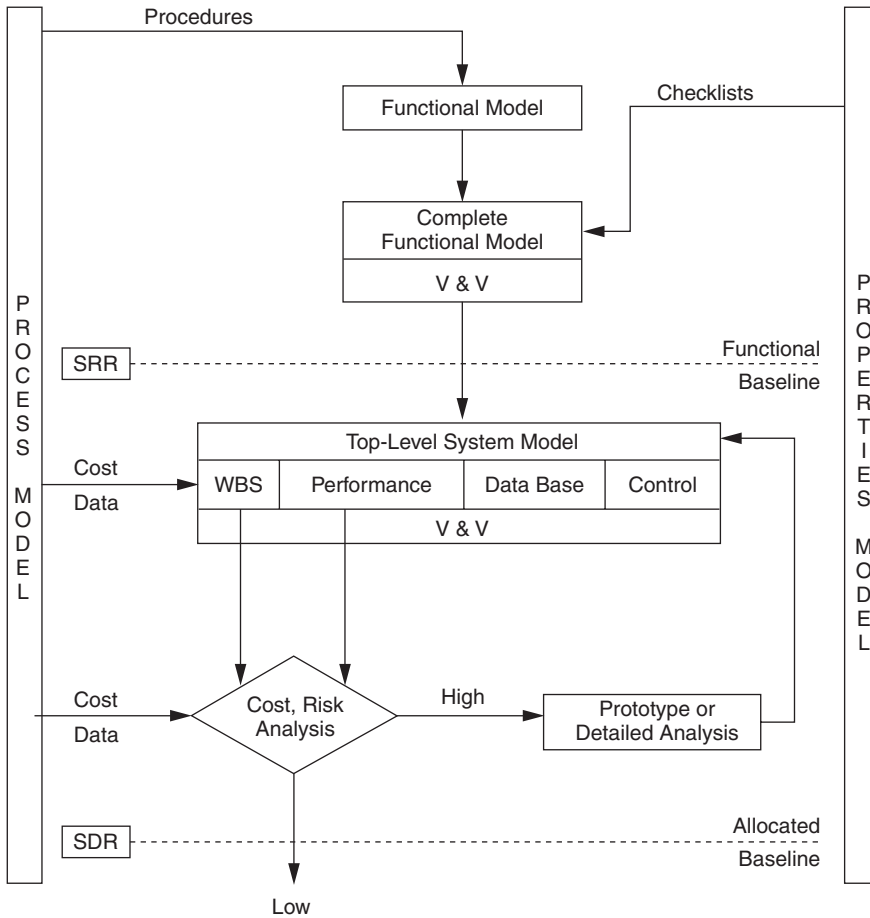 Procedures
Functional Model
Checklists
Complete
Functional Model
V & V
PROCESS MODEL
PROPERTIES MODEL
SRR
Functional
Baseline
Top-Level System Model
Cost
Data
WBS
Performance
Data Base
Control
V & V
Cost
Data
Cost, Risk
Analysis
High
Prototype or
Detailed Analysis
SDR
Allocated
Baseline
Low